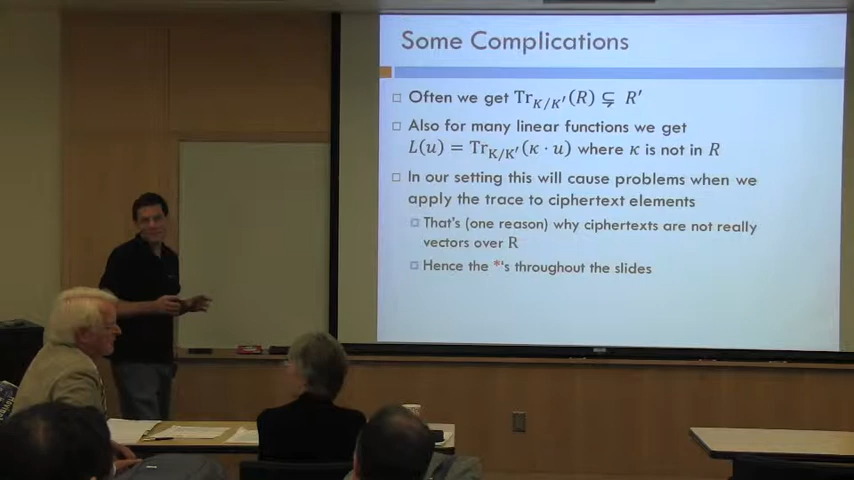 Some Complications
Often we get Tr_{K/K′}(R) ⊊ R′
Also for many linear functions we get
L(u) = Tr_{K/K′}(κ · u) where κ is not in R
In our setting this will cause problems when we
apply the trace to ciphertext elements
That's (one reason) why ciphertexts are not really
vectors over R
Hence the *'s throughout the slides